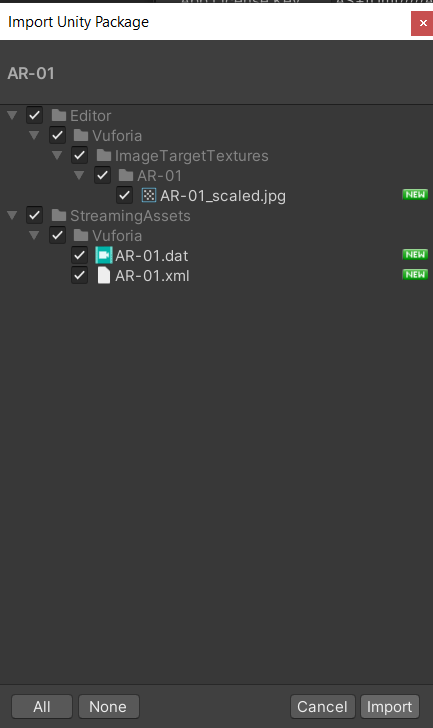 Import Unity Package
AR-01
Editor
Vuforia
ImageTargetTextures
AR-01
AR-01_scaled.jpg NEW
StreamingAssets
Vuforia
AR-01.dat NEW
AR-01.xml NEW
All None Cancel Import